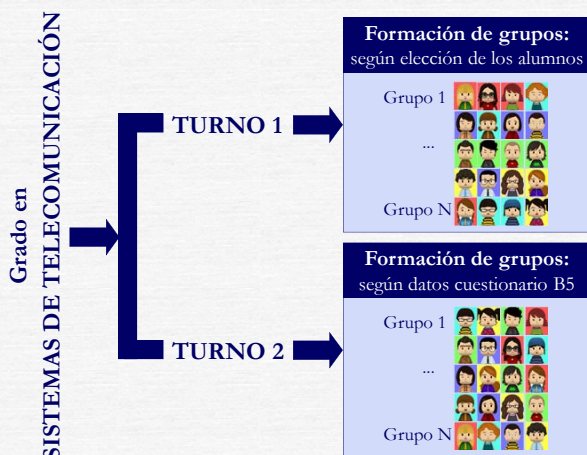 Grado en
SISTEMAS DE TELECOMUNICACIÓN
TURNO 1
Formación de grupos:
según elección de los alumnos
Grupo 1
...
Grupo N
TURNO 2
Formación de grupos:
según datos cuestionario B5
Grupo 1
...
Grupo N